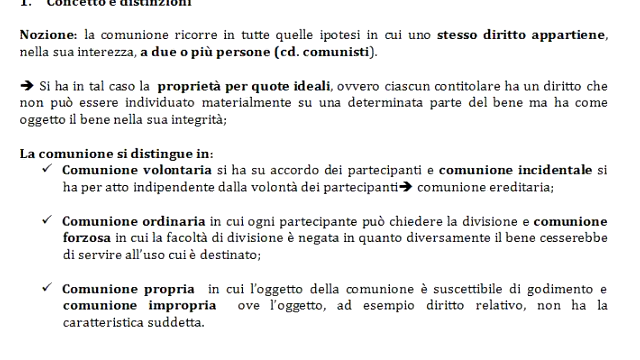 1. Concetto e distinzioni
Nozione: la comunione ricorre in tutte quelle ipotesi in cui uno stesso diritto appartiene,
nella sua interezza, a due o più persone (cd. comunisti).
➔ Si ha in tal caso la proprietà per quote ideali, ovvero ciascun contitolare ha un diritto che
non può essere individuato materialmente su una determinata parte del bene ma ha come
oggetto il bene nella sua integrità;
La comunione si distingue in:
✓ Comunione volontaria si ha su accordo dei partecipanti e comunione incidentale si
ha per atto indipendente dalla volontà dei partecipanti➔ comunione ereditaria;
✓ Comunione ordinaria in cui ogni partecipante può chiedere la divisione e comunione
forzosa in cui la facoltà di divisione è negata in quanto diversamente il bene cesserebbe
di servire all'uso cui è destinato;
✓ Comunione propria in cui l'oggetto della comunione è suscettibile di godimento e
comunione impropria ove l'oggetto, ad esempio diritto relativo, non ha la
caratteristica suddetta.